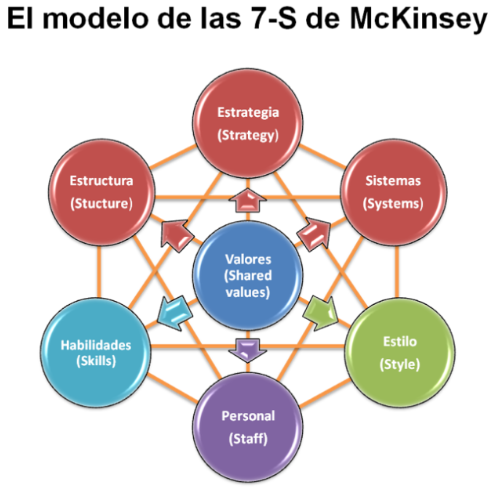 El modelo de las 7-S de McKinsey
Estrategia
(Strategy)
Estructura
(Stucture)
Sistemas
(Systems)
Valores
(Shared
values)
Habilidades
(Skills)
Estilo
(Style)
Personal
(Staff)